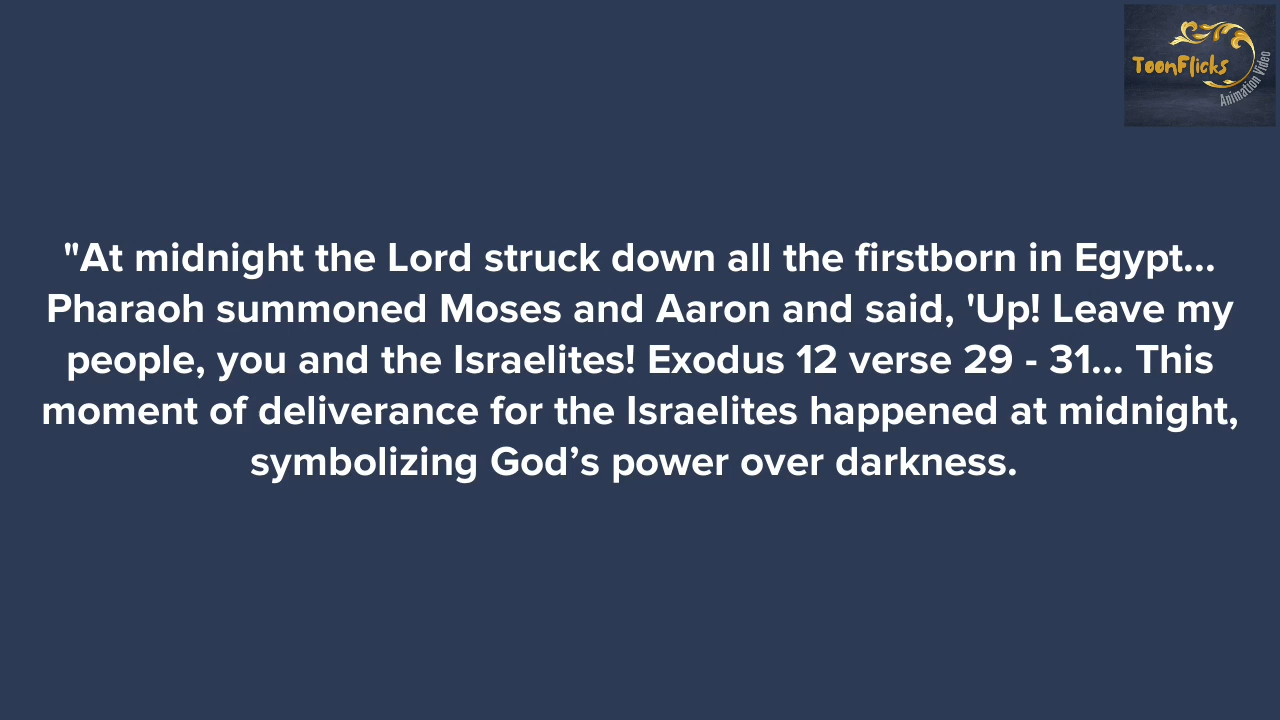 ToonFlicks
Animation Video
"At midnight the Lord struck down all the firstborn in Egypt...
Pharaoh summoned Moses and Aaron and said, 'Up! Leave my
people, you and the Israelites! Exodus 12 verse 29 - 31... This
moment of deliverance for the Israelites happened at midnight,
symbolizing God’s power over darkness.